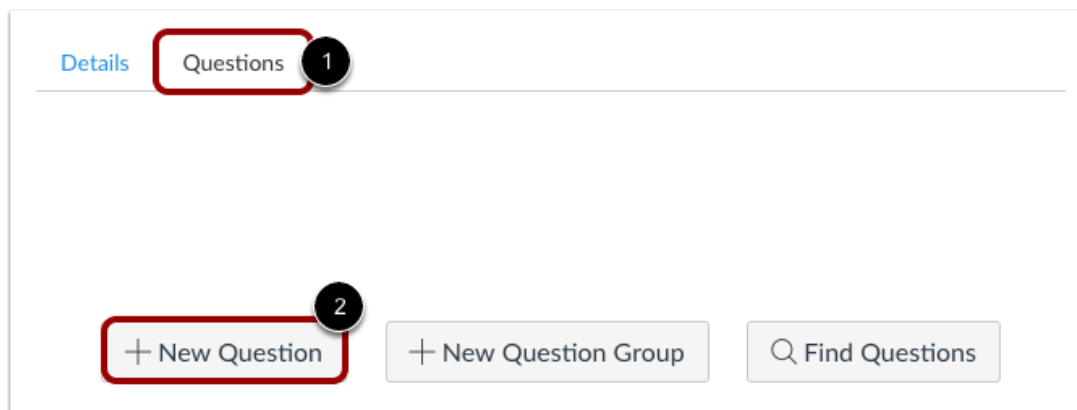 Details Questions 1
2
+ New Question + New Question Group Find Questions